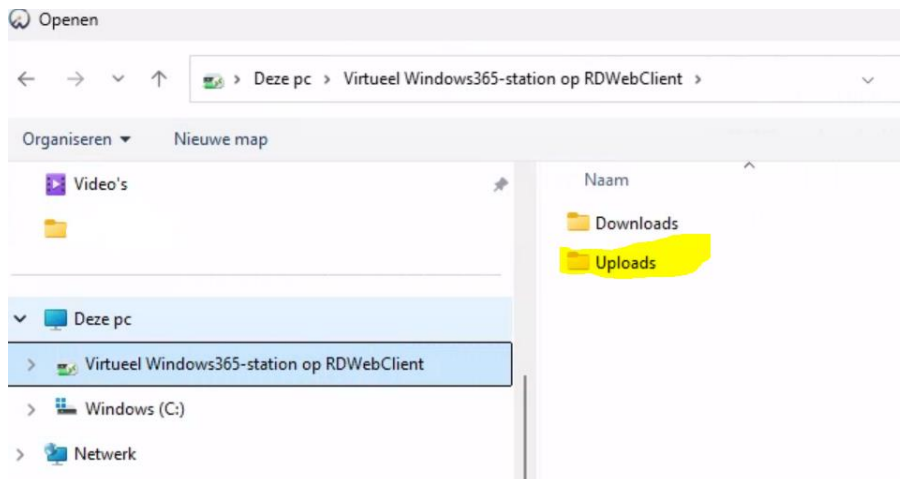 Openen
Deze pc > Virtueel Windows365-station op RDWebClient >
Organiseren Nieuwe map
Video's
Naam
Downloads
Uploads
Deze pc
Virtueel Windows365-station op RDWebClient
Windows (C:)
Netwerk